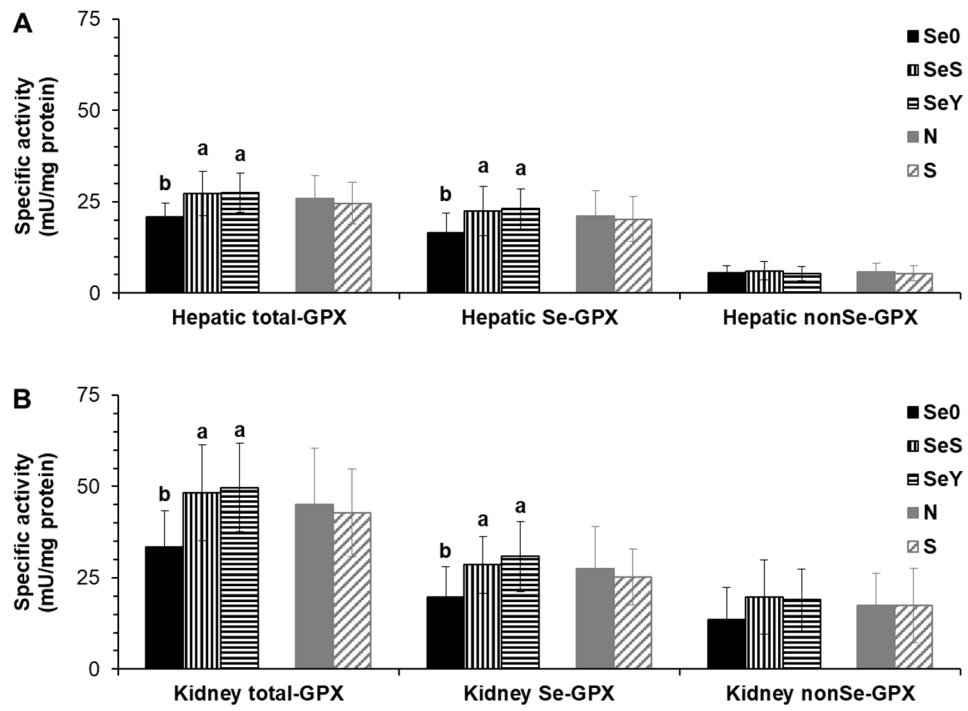 A
Specific activity
(mU/mg protein)
75
50
25
0
b
a
a
b
a
a
Se0
SeS
SeY
N
S
Hepatic total-GPX
Hepatic Se-GPX
Hepatic nonSe-GPX
B
Specific activity
(mU/mg protein)
75
50
25
0
b
a
a
b
a
a
Se0
SeS
SeY
N
S
Kidney total-GPX
Kidney Se-GPX
Kidney nonSe-GPX